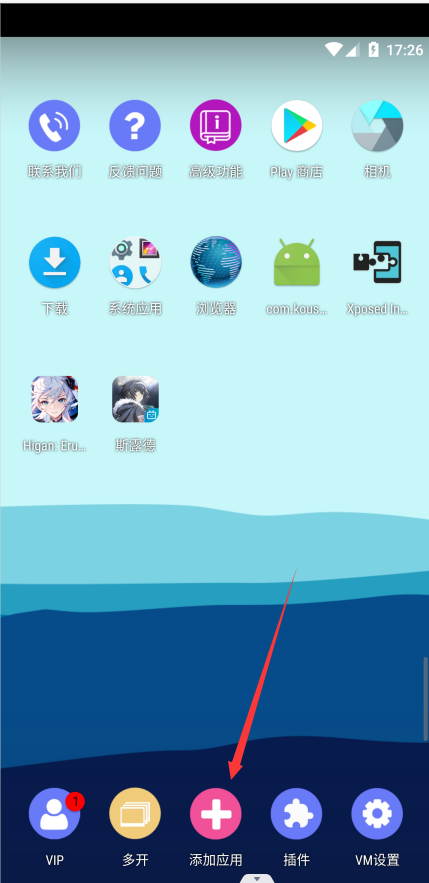 17:26
联系我们 反馈问题 高级功能 Play 商店 相机
下载 系统应用 浏览器 com.kous... Xposed In...
Higan: Eru... 斯露德
1
VIP 多开 添加应用 插件 VM设置